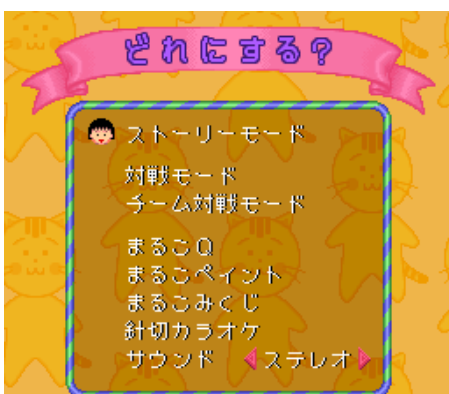 どれにする?
ストーリーモード
対戦モード
チーム対戦モード
まるこQ
まるこペイント
まるこみくじ
針切カラオケ
サウンド ステレオ